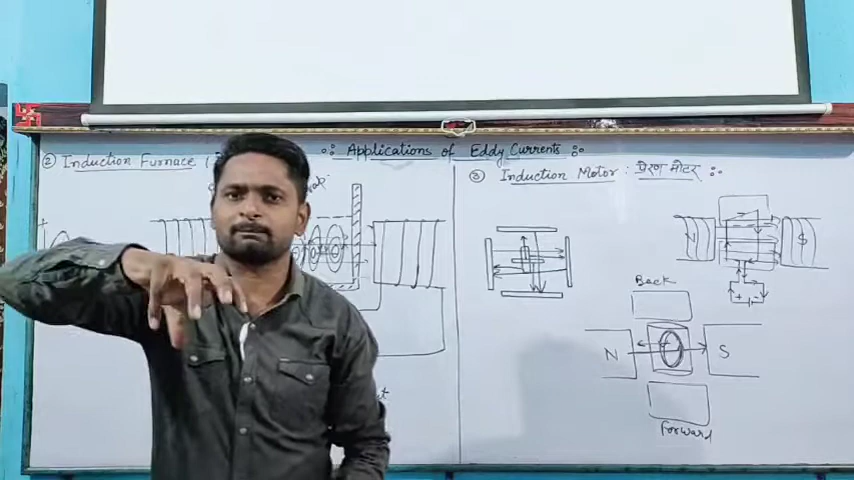 Applications of Eddy Currents
② Induction Furnace
③ Induction Motor : प्रेरण मोटर
N S
Back
N S
Forward